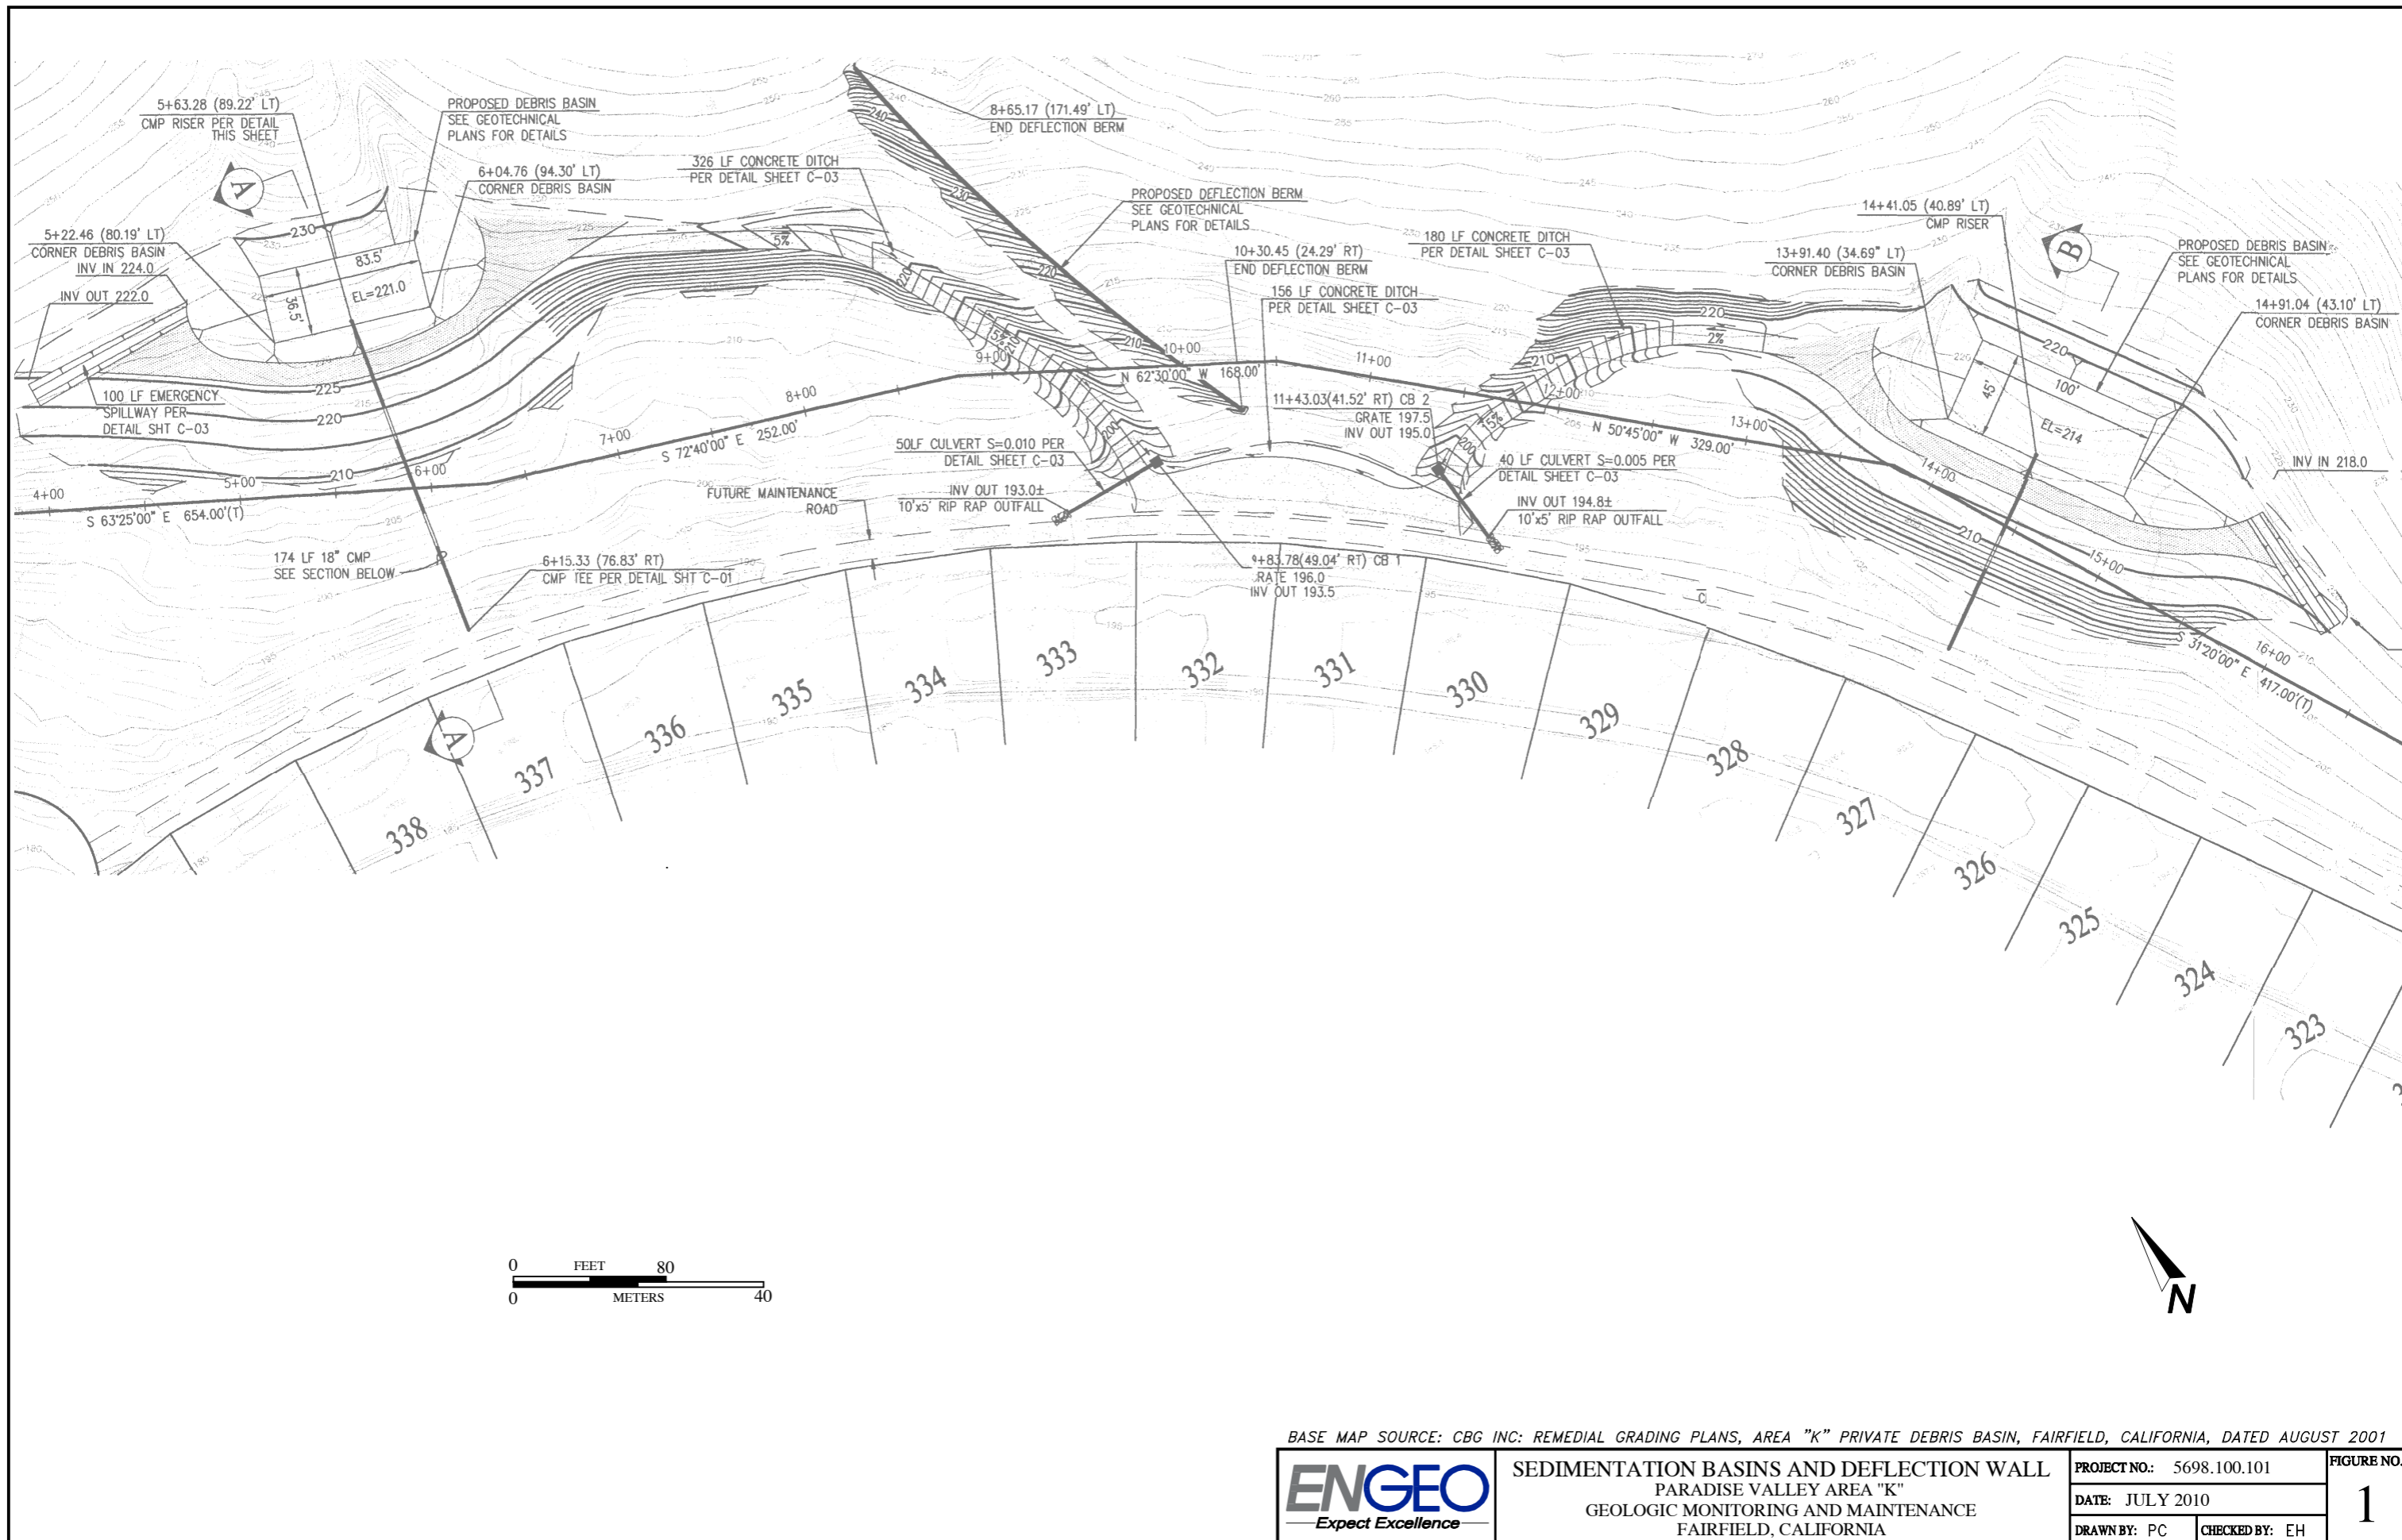 5+63.28 (89.22' LT)
CMP RISER PER DETAIL
THIS SHEET
PROPOSED DEBRIS BASIN
SEE GEOTECHNICAL
PLANS FOR DETAILS
8+65.17 (171.49' LT)
END DEFLECTION BERM
6+04.76 (94.30' LT)
CORNER DEBRIS BASIN
326 LF CONCRETE DITCH
PER DETAIL SHEET C-03
PROPOSED DEFLECTION BERM
SEE GEOTECHNICAL
PLANS FOR DETAILS
A
5+22.46 (80.19' LT)
CORNER DEBRIS BASIN
INV IN 224.0
INV OUT 222.0
230
83.5'
36.5'
EL=221.0
5%
240
230
220
210
10+30.45 (24.29' RT)
END DEFLECTION BERM
156 LF CONCRETE DITCH
PER DETAIL SHEET C-03
180 LF CONCRETE DITCH
PER DETAIL SHEET C-03
14+41.05 (40.89' LT)
CMP RISER
13+91.40 (34.69" LT)
CORNER DEBRIS BASIN
B
PROPOSED DEBRIS BASIN
SEE GEOTECHNICAL
PLANS FOR DETAILS
14+91.04 (43.10' LT)
CORNER DEBRIS BASIN
INV IN 218.0
220
2%
220
45'
100'
EL=214
100 LF EMERGENCY
SPILLWAY PER
DETAIL SHT C-03
225
220
210
220
15%
210
200
210
15%
200
210
4+00
5+00
6+00
7+00
8+00
9+00
10+00
11+00
12+00
13+00
14+00
15+00
16+00
S 63°25'00" E 654.00'(T)
S 72°40'00" E 252.00'
N 62°30'00" W 168.00'
N 50°45'00" W 329.00'
S 31°20'00" E 417.00'(T)
11+43.03(41.52' RT) CB 2
GRATE 197.5
INV OUT 195.0
50LF CULVERT S=0.010 PER
DETAIL SHEET C-03
INV OUT 193.0±
10'x5' RIP RAP OUTFALL
FUTURE MAINTENANCE
ROAD
40 LF CULVERT S=0.005 PER
DETAIL SHEET C-03
INV OUT 194.8±
10'x5' RIP RAP OUTFALL
174 LF 18" CMP
SEE SECTION BELOW
6+15.33 (76.83' RT)
CMP TEE PER DETAIL SHT C-01
9+83.78(49.04' RT) CB 1
RATE 196.0
INV OUT 193.5
A
338
337
336
335
334
333
332
331
330
329
328
327
326
325
324
323
0 FEET 80
0 METERS 40
N
BASE MAP SOURCE: CBG INC: REMEDIAL GRADING PLANS, AREA "K" PRIVATE DEBRIS BASIN, FAIRFIELD, CALIFORNIA, DATED AUGUST 2001
ENGEO
Expect Excellence
SEDIMENTATION BASINS AND DEFLECTION WALL
PARADISE VALLEY AREA "K"
GEOLOGIC MONITORING AND MAINTENANCE
FAIRFIELD, CALIFORNIA
PROJECT NO.: 5698.100.101
DATE: JULY 2010
DRAWN BY: PC CHECKED BY: EH
FIGURE NO.
1